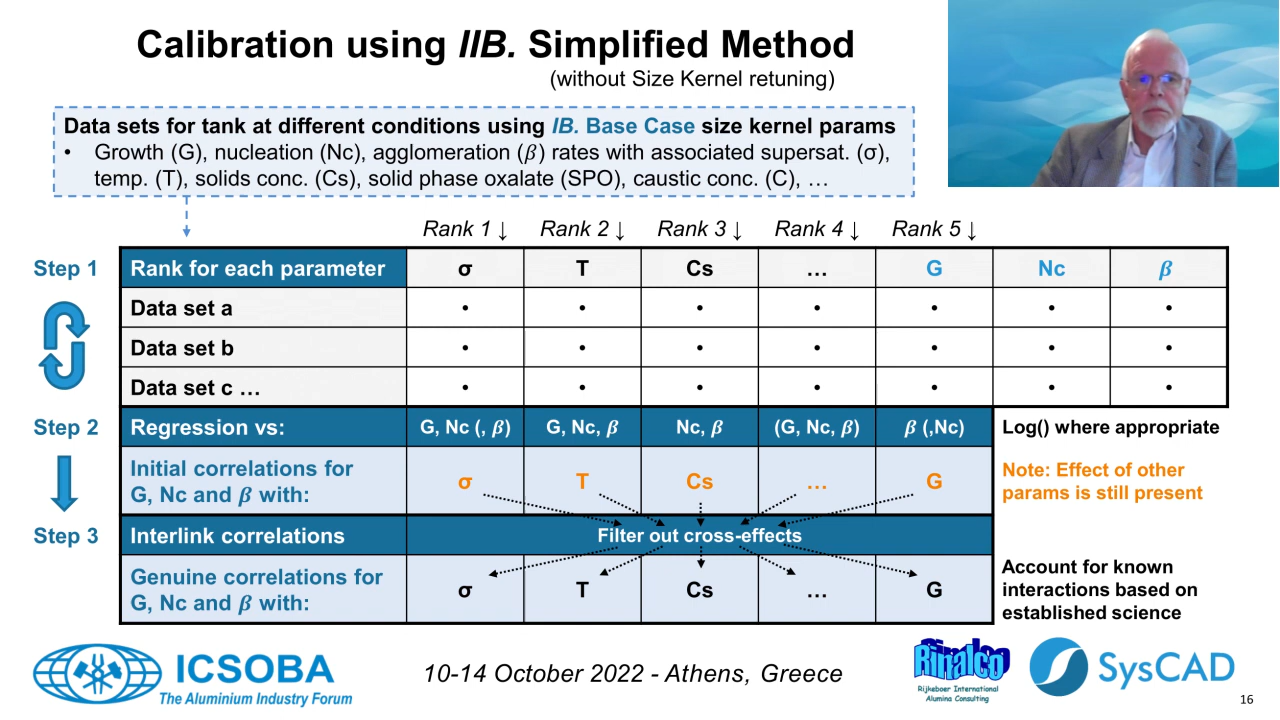 Calibration using IIB. Simplified Method
(without Size Kernel retuning)
Data sets for tank at different conditions using IB. Base Case size kernel params
• Growth (G), nucleation (Nc), agglomeration (β) rates with associated supersat. (σ),
temp. (T), solids conc. (Cs), solid phase oxalate (SPO), caustic conc. (C), …
Rank 1 ↓ Rank 2 ↓ Rank 3 ↓ Rank 4 ↓ Rank 5 ↓
Step 1 Rank for each parameter σ T Cs … G Nc β
Data set a • • • • • • •
Data set b • • • • • • •
Data set c … • • • • • • •
Step 2 Regression vs: G, Nc (, β) G, Nc, β Nc, β (G, Nc, β) β (,Nc) Log() where appropriate
Initial correlations for
G, Nc and β with: σ T Cs … G
Note: Effect of other
params is still present
Step 3 Interlink correlations Filter out cross-effects
Genuine correlations for
G, Nc and β with: σ T Cs … G
Account for known
interactions based on
established science
ICSOBA
The Aluminium Industry Forum
10-14 October 2022 - Athens, Greece
Rinalco
Rijkeboer International
Alumina Consulting
SysCAD
16